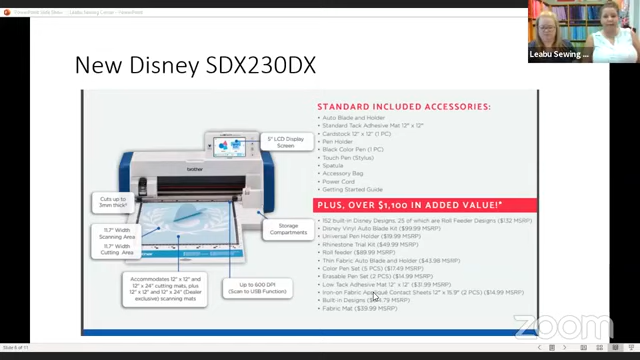 PowerPoint Slide Show - Leabu Sewing Center - PowerPoint
Leabu Sewing ...
New Disney SDX230DX
STANDARD INCLUDED ACCESSORIES:
• Auto Blade and Holder
• Standard Tack Adhesive Mat 12" x 12"
• Cardstock 12" x 12" (1 PC)
• Pen Holder
• Black Color Pen (1 PC)
• Touch Pen (Stylus)
• Spatula
• Accessory Bag
• Power Cord
• Getting Started Guide
PLUS, OVER $1,100 IN ADDED VALUE!*
• 152 built-in Disney Designs: 25 of which are Roll Feeder Designs ($132 MSRP)
• Disney Vinyl Auto Blade Kit ($99.99 MSRP)
• Universal Pen Holder ($19.99 MSRP)
• Rhinestone Trial Kit ($49.99 MSRP)
• Roll feeder ($89.99 MSRP)
• Thin Fabric Auto Blade and Holder ($43.98 MSRP)
• Color Pen Set (5 PCS) ($17.49 MSRP)
• Erasable Pen Set (2 PCS) ($14.99 MSRP)
• Low Tack Adhesive Mat 12" x 12" ($31.99 MSRP)
• Iron-on Fabric Appliqué Contact Sheets 12" x 15.9" (2 PCS) ($14.99 MSRP)
• Built-in Designs MSRP)
• Fabric Mat ($39.99 MSRP)
5" LCD Display
Screen
brother
Cuts up to
3mm thick†
11.7" Width
Scanning Area
11.7" Width
Cutting Area
Storage
Compartments
Accommodates 12" x 12" and
12" x 24" cutting mats, plus
12" x 12" and 12" x 24" (Dealer
exclusive) scanning mats
Up to 600 DPI
(Scan to USB Function)
zoom